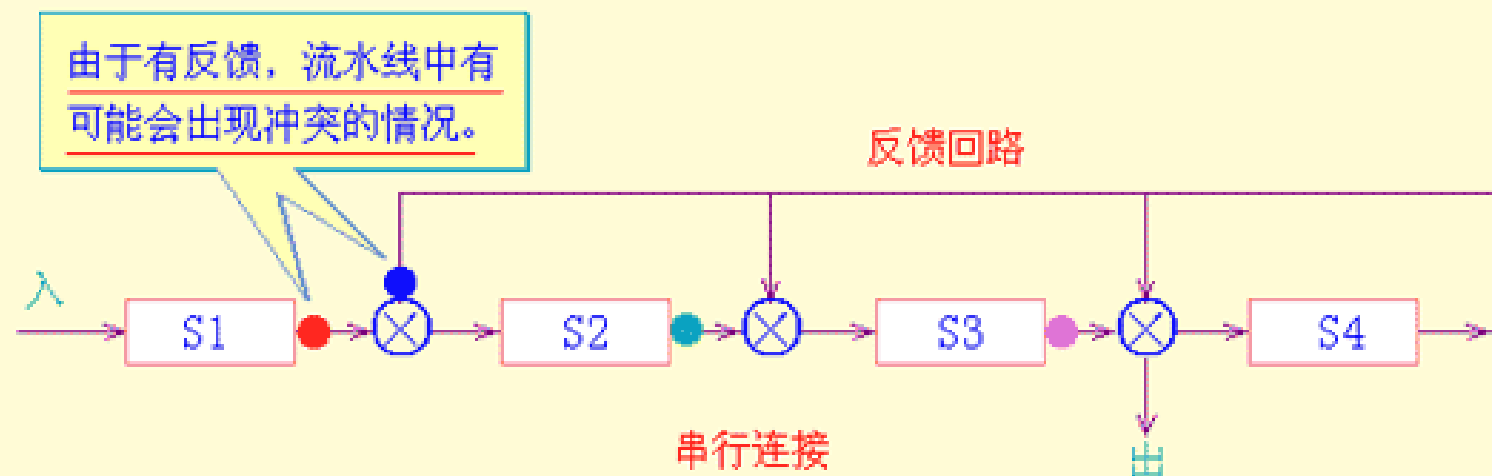 由于有反馈，流水线中有
可能会出现冲突的情况。
反馈回路
入
S1
S2
S3
S4
串行连接
出